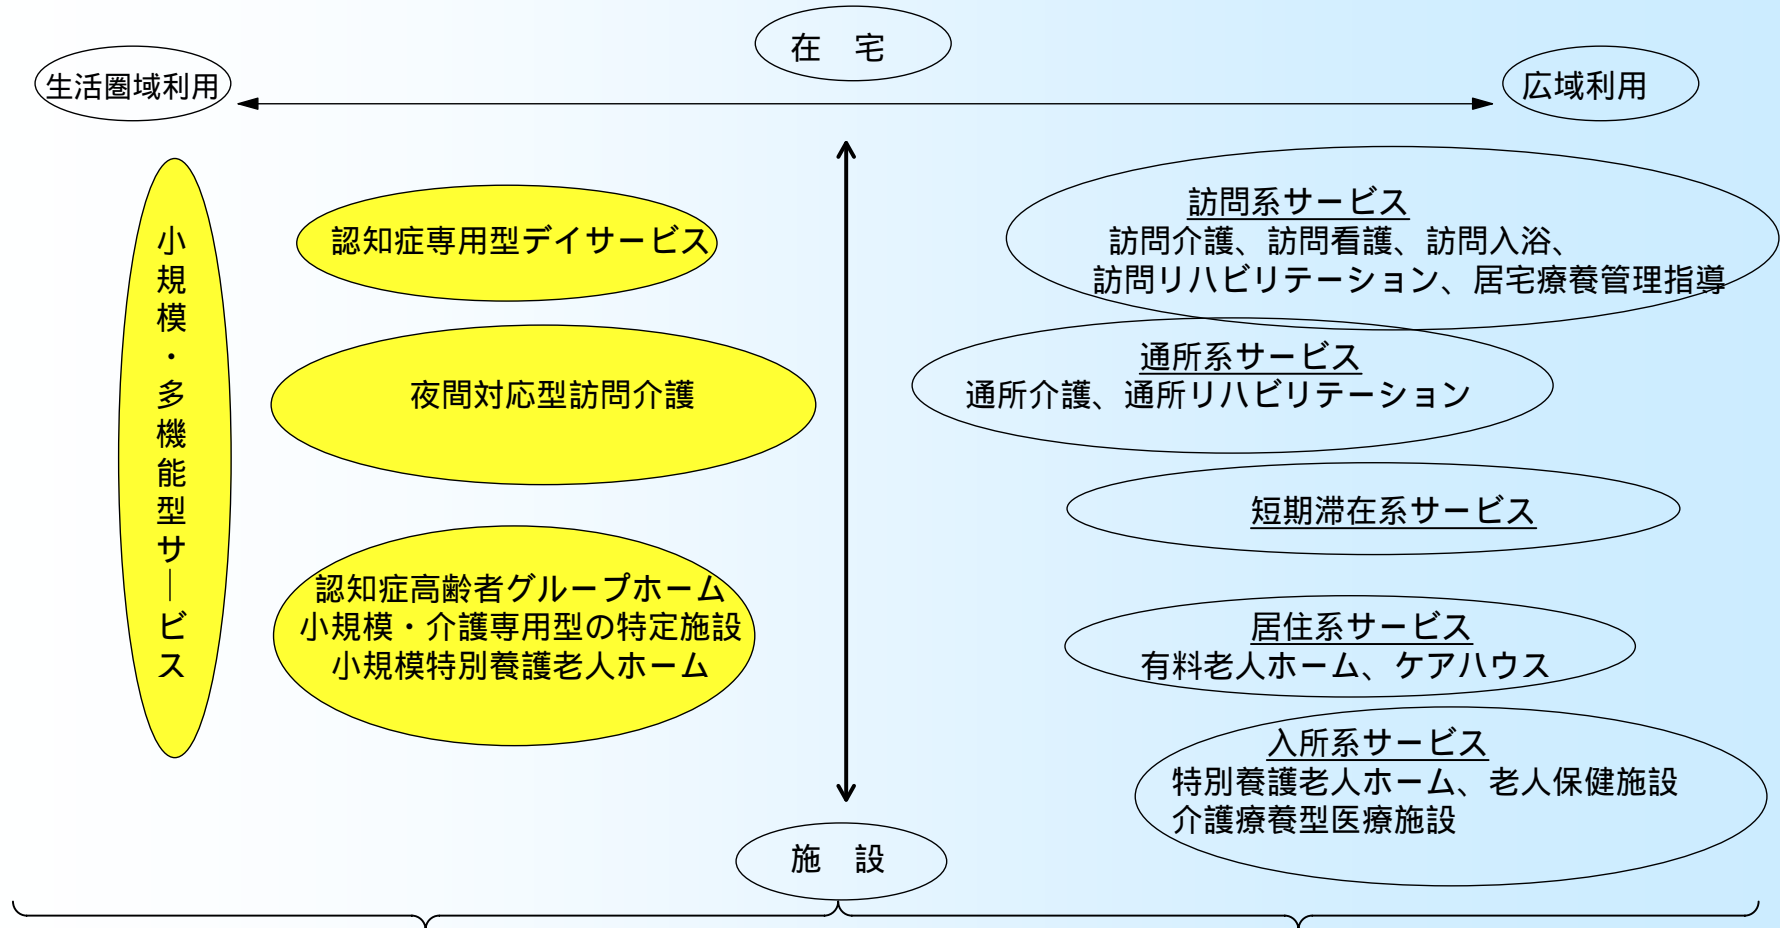 在　宅
生活圏域利用
広域利用
小規模・多機能型サービス
認知症専用型デイサービス
夜間対応型訪問介護
認知症高齢者グループホーム
小規模・介護専用型の特定施設
小規模特別養護老人ホーム
訪問系サービス
訪問介護、訪問看護、訪問入浴、
訪問リハビリテーション、居宅療養管理指導
通所系サービス
通所介護、通所リハビリテーション
短期滞在系サービス
居住系サービス
有料老人ホーム、ケアハウス
入所系サービス
特別養護老人ホーム、老人保健施設
介護療養型医療施設
施　設